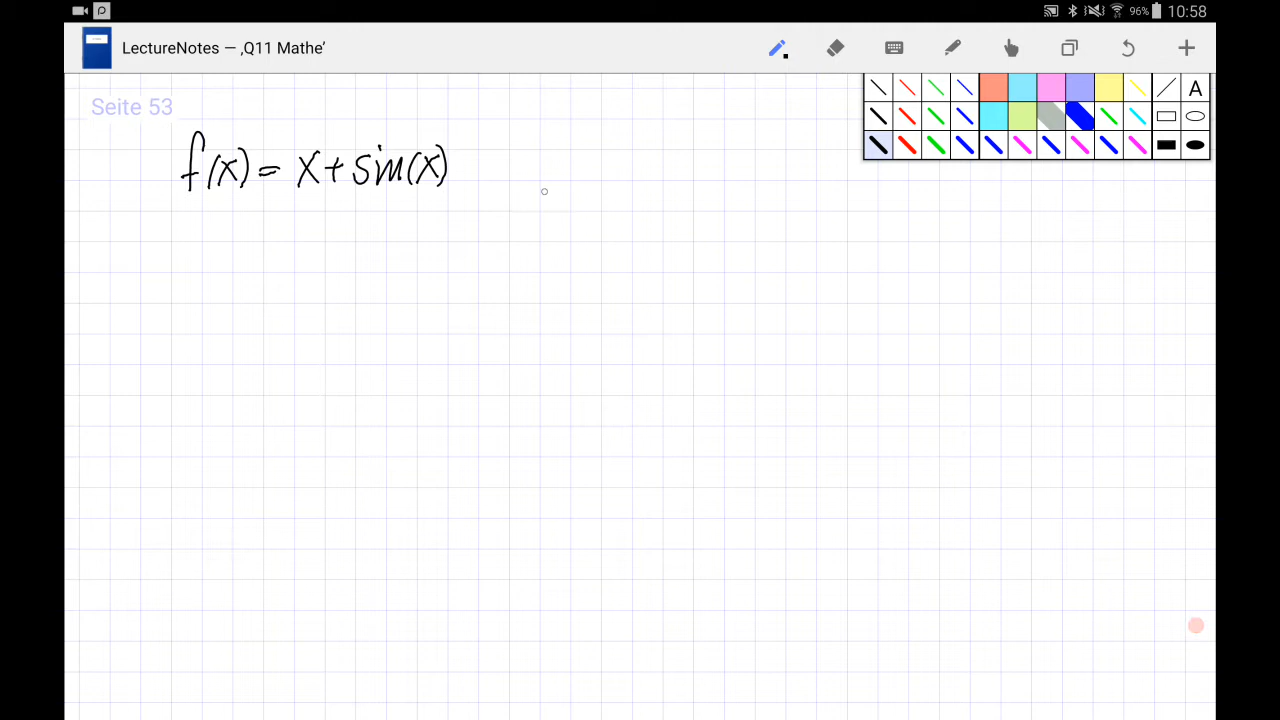 96% 10:58
LectureNotes — ‚Q11 Mathe‘
A
Seite 53
f(x) = x + sin(x)